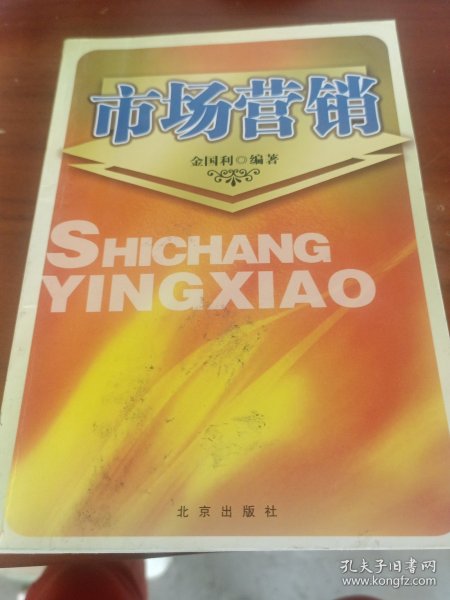 市场营销
金国利◎编著
SHICHANG
YINGXIAO
北京出版社
孔夫子旧书网
www.kongfz.com